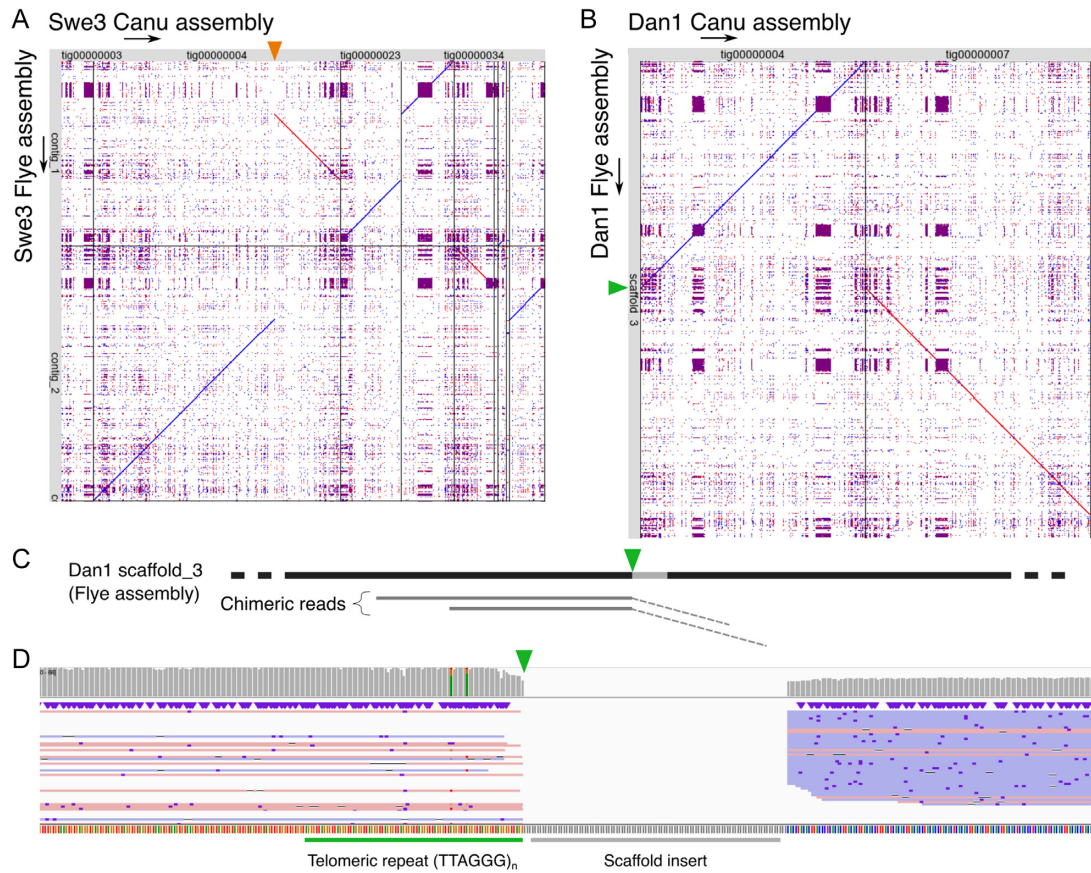 A
Swe3 Canu assembly
tig00000003
tig00000004
tig00000023
tig00000034
Swe3 Flye assembly
contig_1
contig_2
c
B
Dan1 Canu assembly
tig00000004
tig00000007
Dan1 Flye assembly
scaffold_3
C
Dan1 scaffold_3
(Flye assembly)
Chimeric reads
D
Telomeric repeat (TTAGGG)n
Scaffold insert